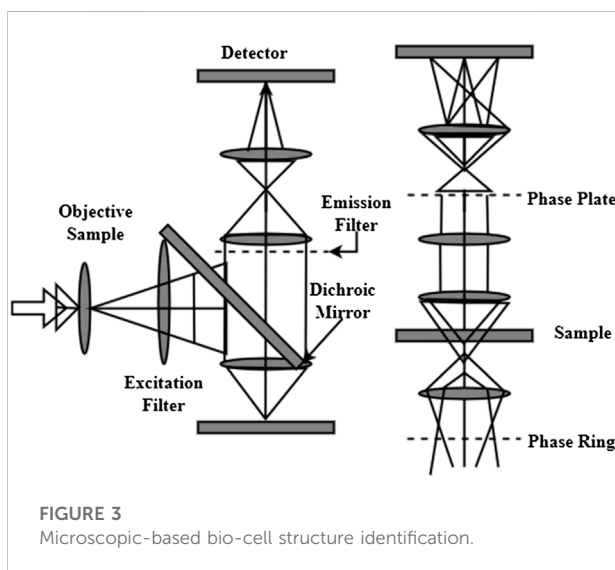 Detector
Objective
Sample
Emission
Filter
Dichroic
Mirror
Excitation
Filter
Phase Plate
Sample
Phase Ring
FIGURE 3
Microscopic-based bio-cell structure identification.